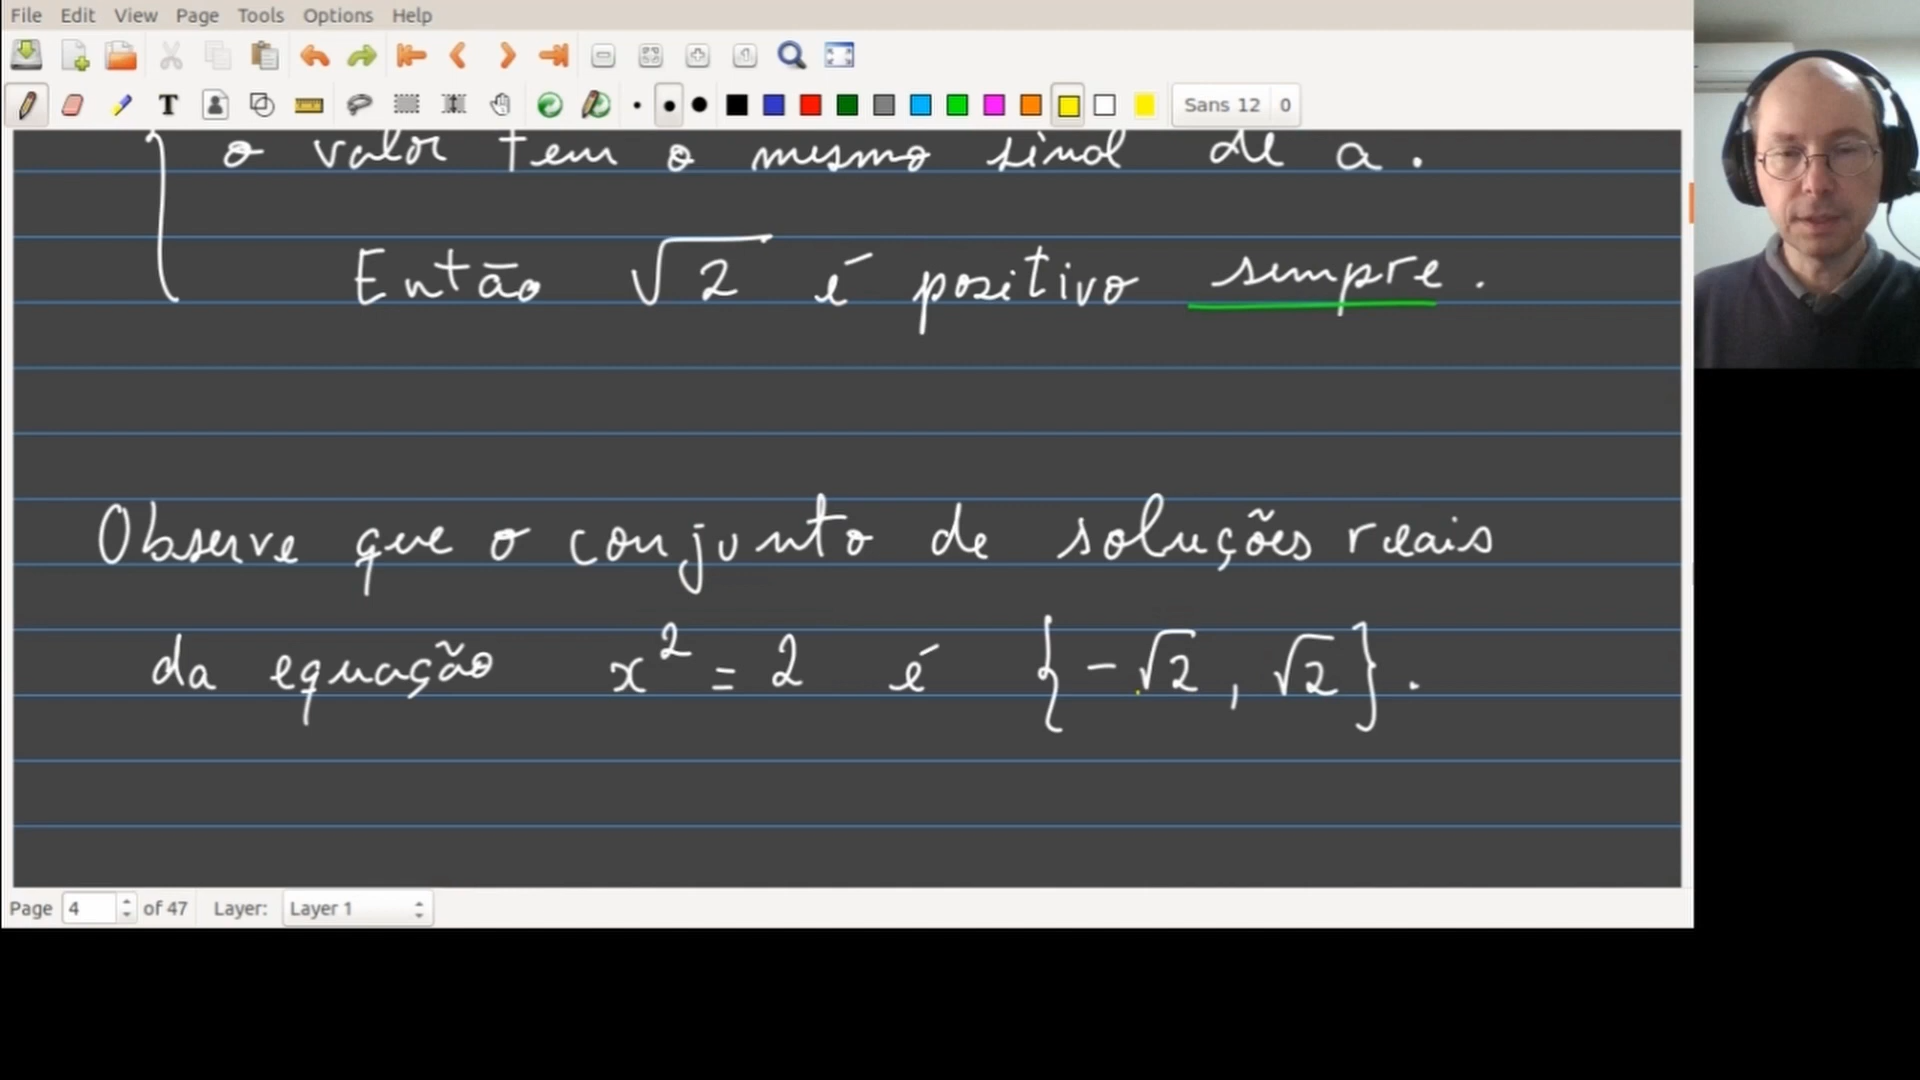 File Edit View Page Tools Options Help
Sans 12 0
o valor tem o mesmo sinal de a.
Então √2 é positivo sempre.
Observe que o conjunto de soluções reais
da equação x² = 2 é {-√2, √2}.
Page 4 of 47 Layer: Layer 1